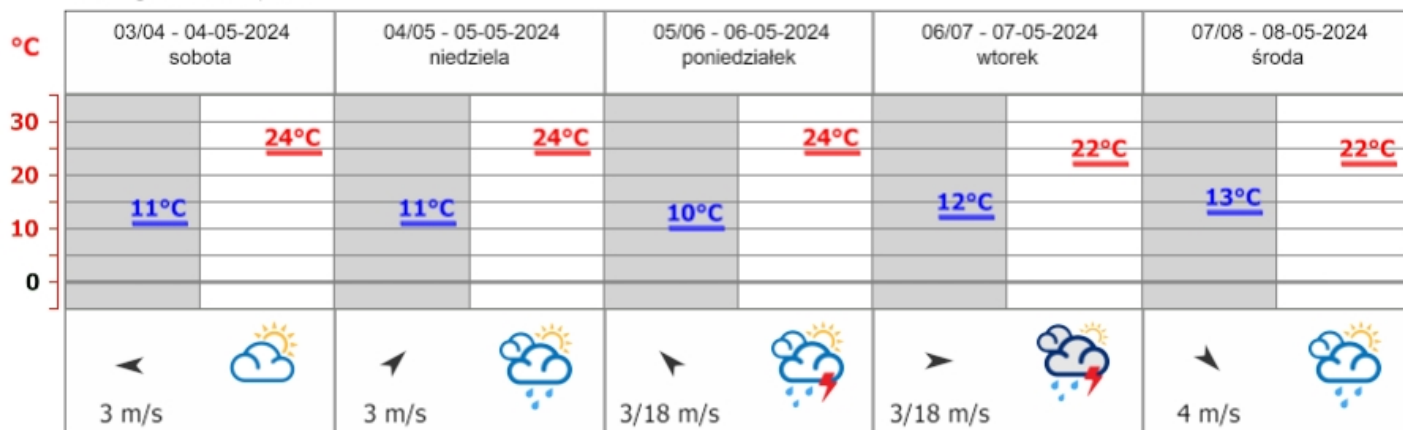 °C
03/04 - 04-05-2024
sobota
04/05 - 05-05-2024
niedziela
05/06 - 06-05-2024
poniedziałek
06/07 - 07-05-2024
wtorek
07/08 - 08-05-2024
środa
30
20
10
0
11°C
24°C
11°C
24°C
10°C
24°C
12°C
22°C
13°C
22°C
3 m/s
3 m/s
3/18 m/s
3/18 m/s
4 m/s